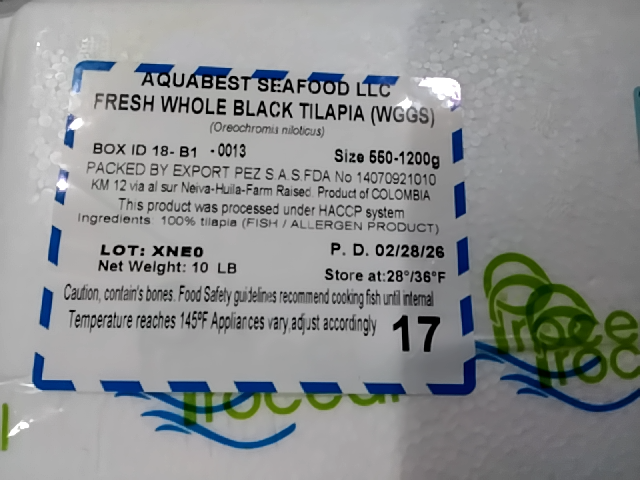 AQUABEST SEAFOOD LLC
FRESH WHOLE BLACK TILAPIA (WGGS)
(Oreochromis niloticus)
BOX ID 18- B1 -0013 Size 550-1200g
PACKED BY EXPORT PEZ S.A.S.FDA No 14070921010
KM 12 via al sur Neiva-Huila-Farm Raised. Product of COLOMBIA
This product was processed under HACCP system
Ingredients 100% tilapia (FISH / ALLERGEN PRODUCT)
LOT: XNE0 P. D. 02/28/26
Net Weight: 10 LB Store at:28°/36°F
Caution, contain's bones. Food Safety guidelines recommend cooking fish until internal
Temperature reaches 145ºF Appliances vary,adjust accordingly 17